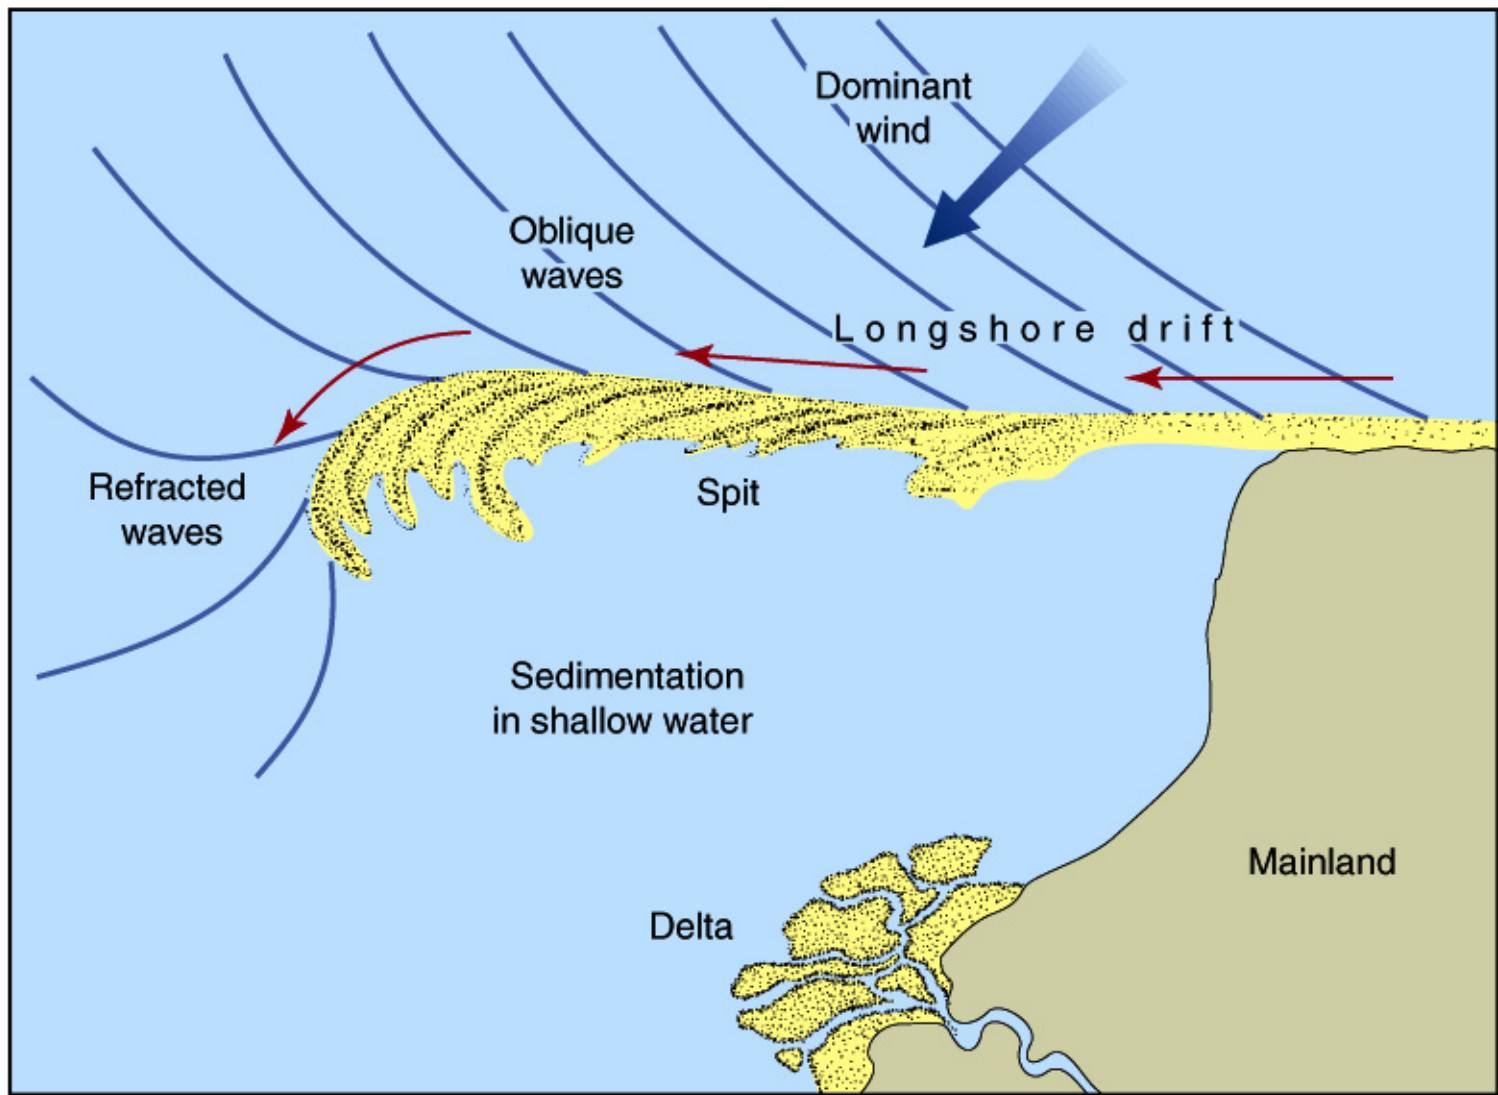 Dominant
wind
Oblique
waves
Longshore drift
Refracted
waves
Spit
Sedimentation
in shallow water
Mainland
Delta